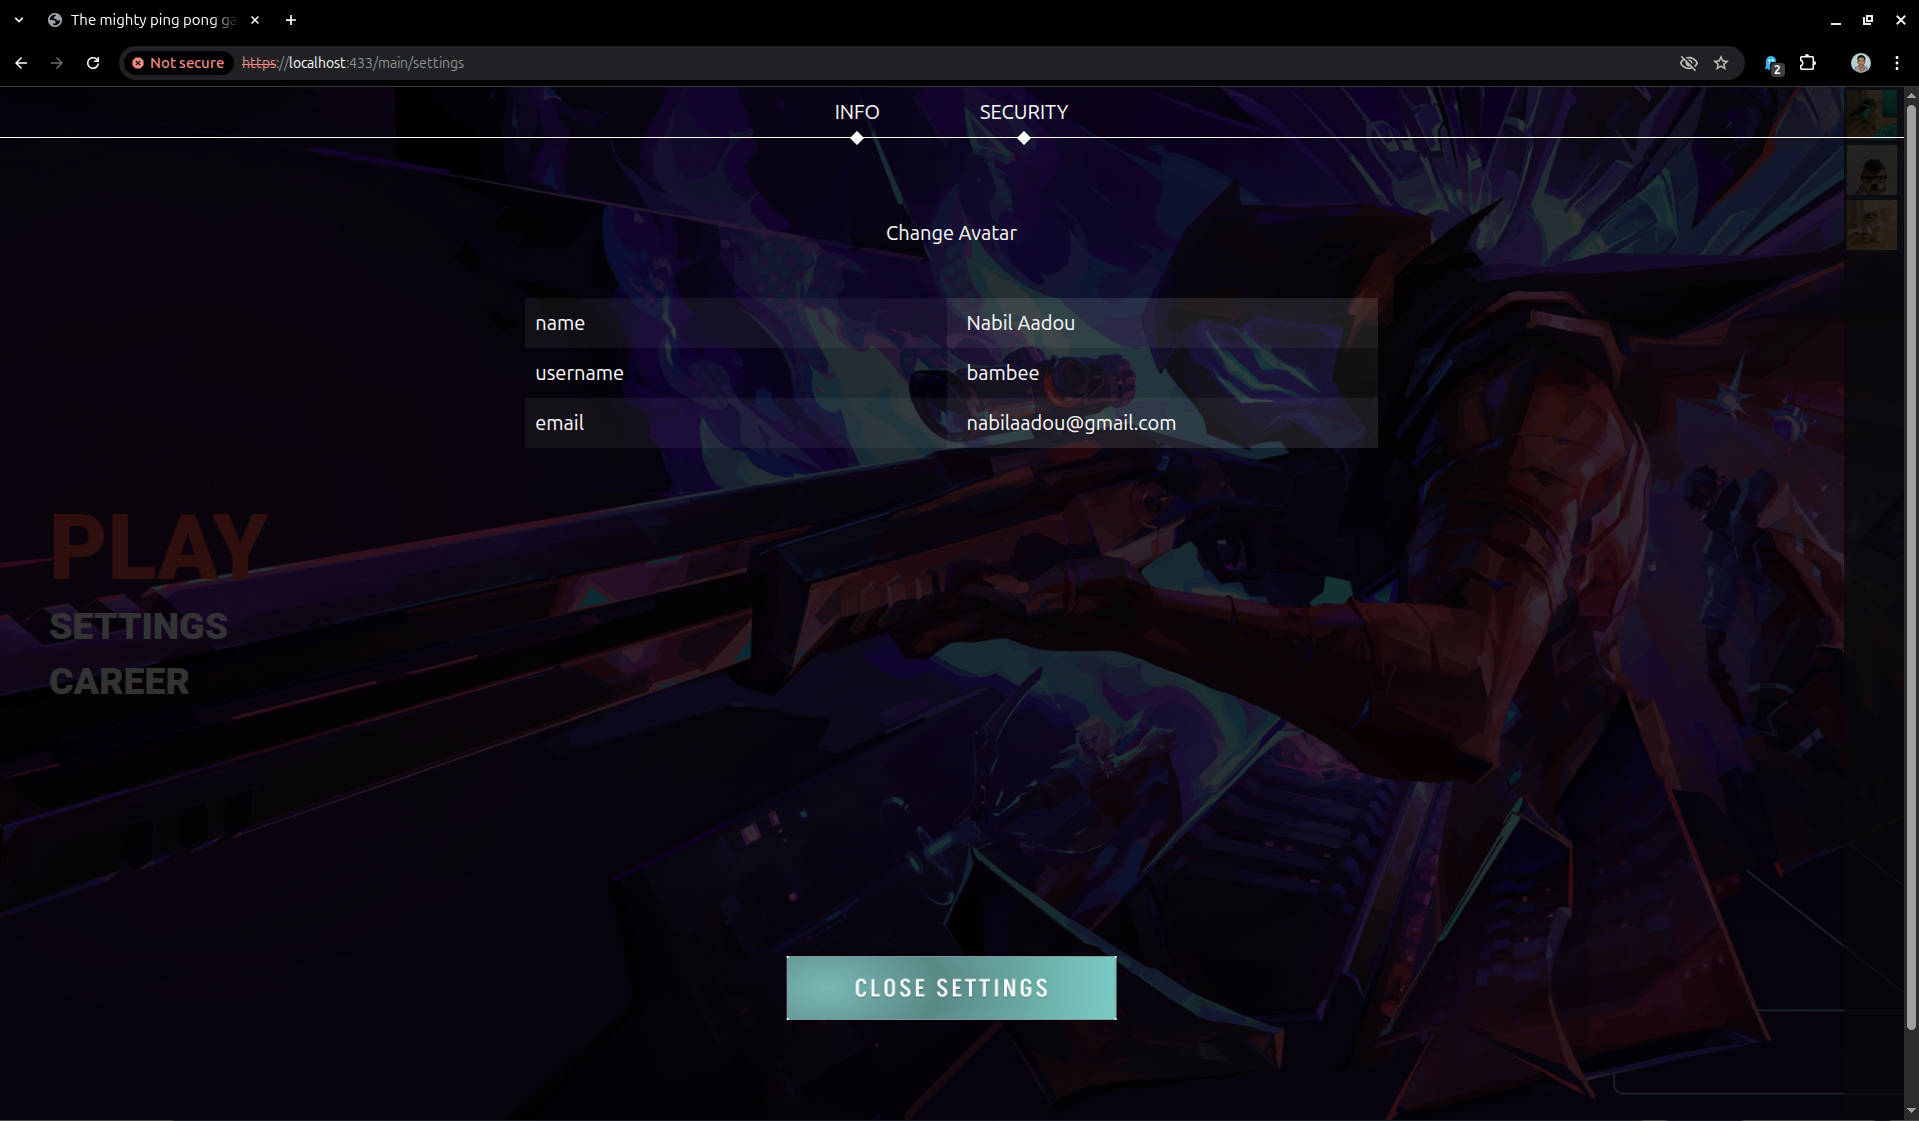 The mighty ping pong ga
Not secure https://localhost:433/main/settings
2
INFO SECURITY
Change Avatar
name Nabil Aadou
username bambee
email nabilaadou@gmail.com
PLAY
SETTINGS
CAREER
CLOSE SETTINGS